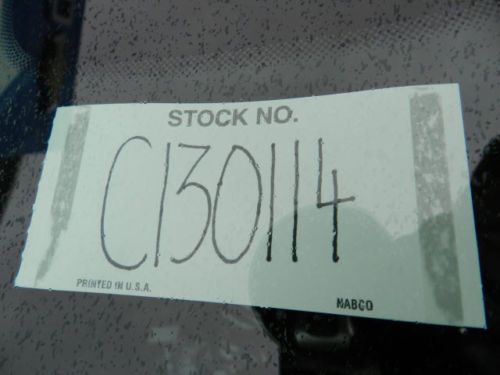 STOCK NO.
C130114
PRINTED IN U.S.A.
NABCO